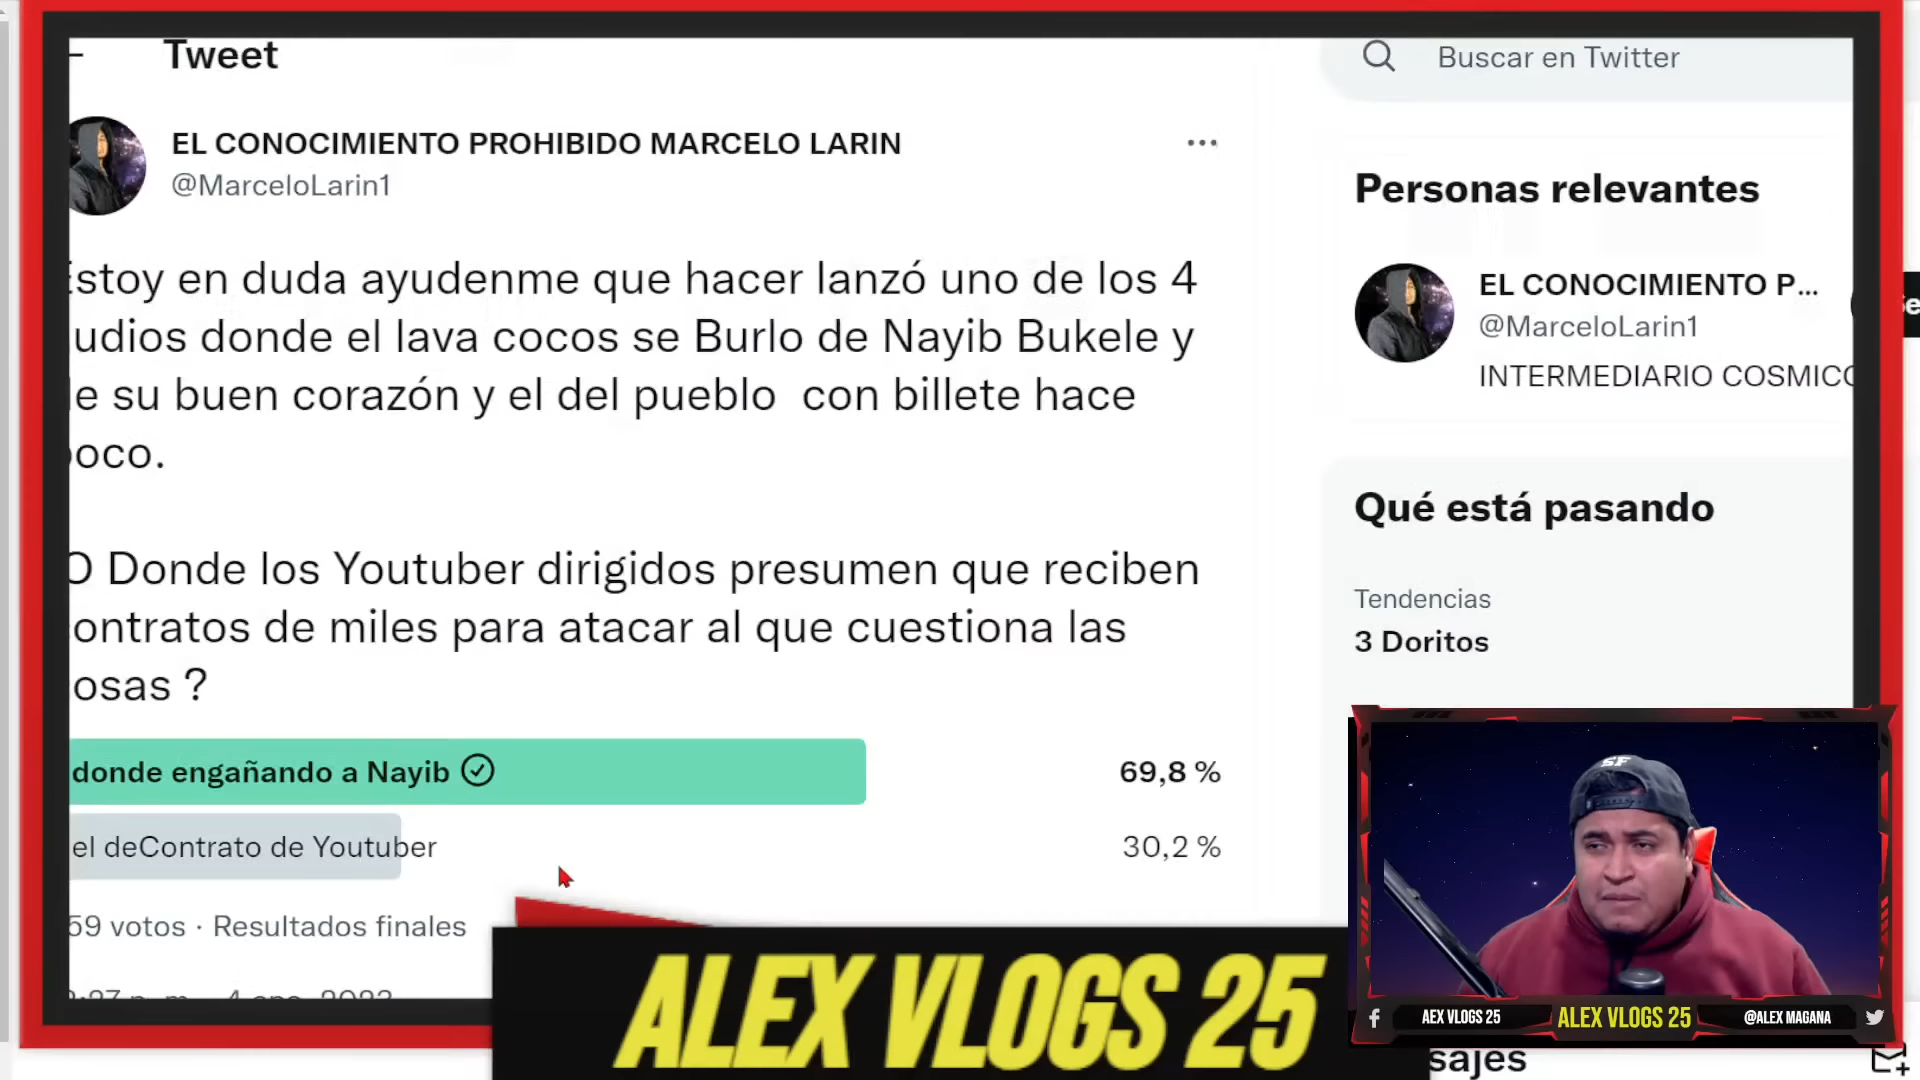 Tweet
Buscar en Twitter
EL CONOCIMIENTO PROHIBIDO MARCELO LARIN
@MarceloLarin1
Estoy en duda ayudenme que hacer lanzó uno de los 4
udios donde el lava cocos se Burlo de Nayib Bukele y
de su buen corazón y el del pueblo con billete hace
poco.
O Donde los Youtuber dirigidos presumen que reciben
ontratos de miles para atacar al que cuestiona las
osas ?
donde engañando a Nayib
69,8 %
el deContrato de Youtuber
30,2 %
59 votos · Resultados finales
Personas relevantes
EL CONOCIMIENTO P...
@MarceloLarin1
INTERMEDIARIO COSMICO
Qué está pasando
Tendencias
3 Doritos
SF
ALEX VLOGS 25
AEX VLOGS 25
ALEX VLOGS 25
@ALEX MAGANA
sajes